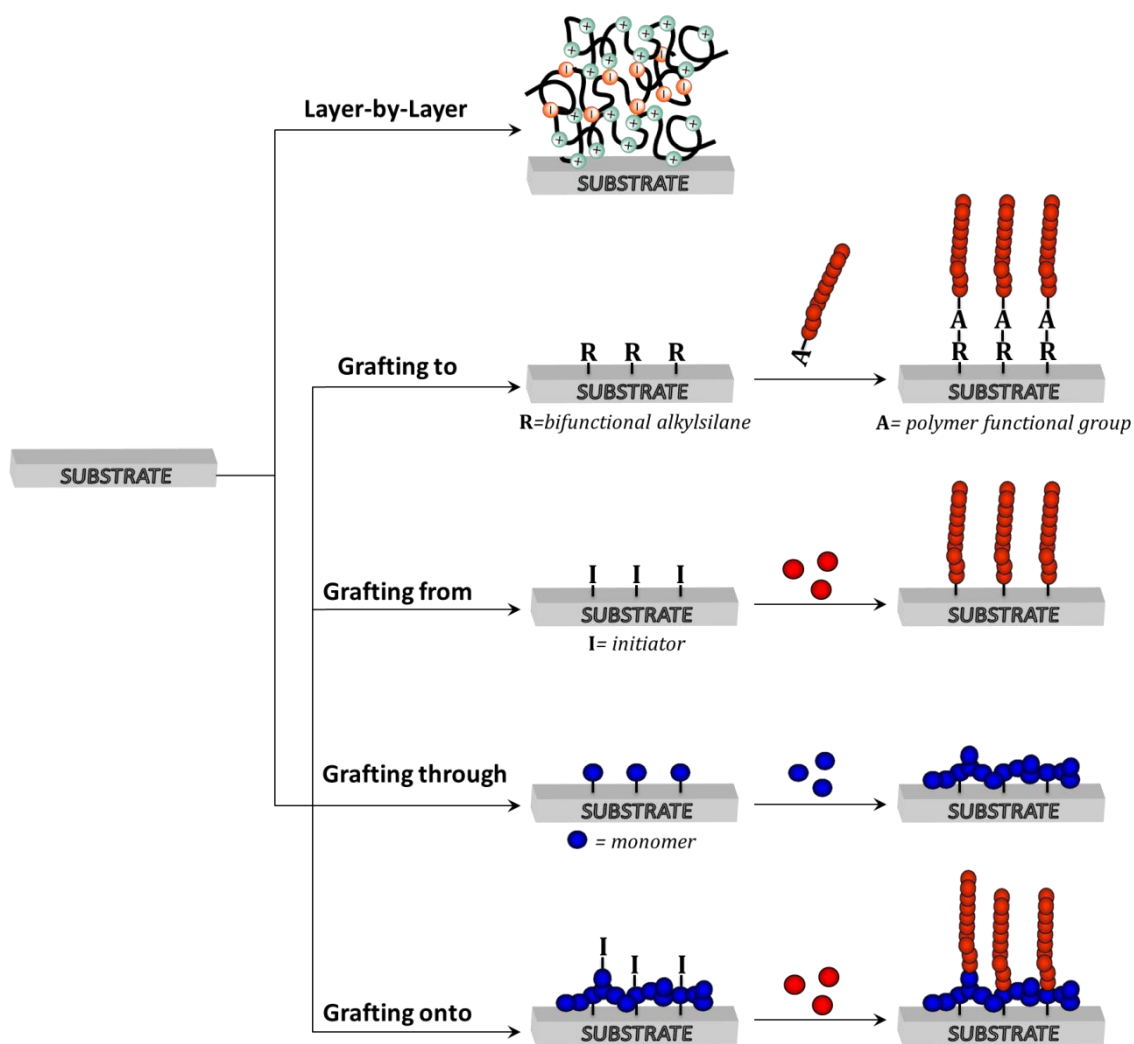 Layer-by-Layer
+ + + + + + + + + + + + + + + + + +
- - - - - - - - -
SUBSTRATE
Grafting to
R R R
SUBSTRATE
R=bifunctional alkylsilane
A
A A A
R R R
SUBSTRATE
A= polymer functional group
SUBSTRATE
Grafting from
I I I
SUBSTRATE
I= initiator
SUBSTRATE
Grafting through
SUBSTRATE
= monomer
SUBSTRATE
Grafting onto
I I I
SUBSTRATE
SUBSTRATE